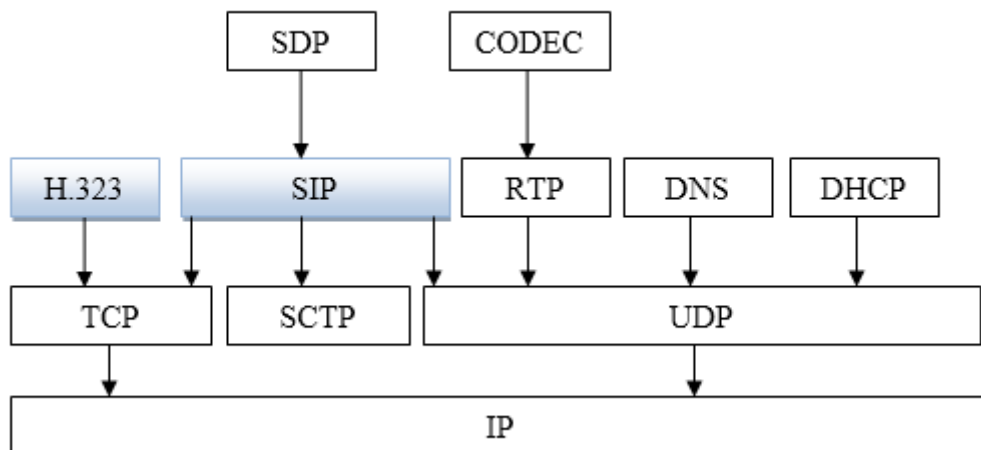 SDP CODEC
H.323 SIP RTP DNS DHCP
TCP SCTP UDP
IP